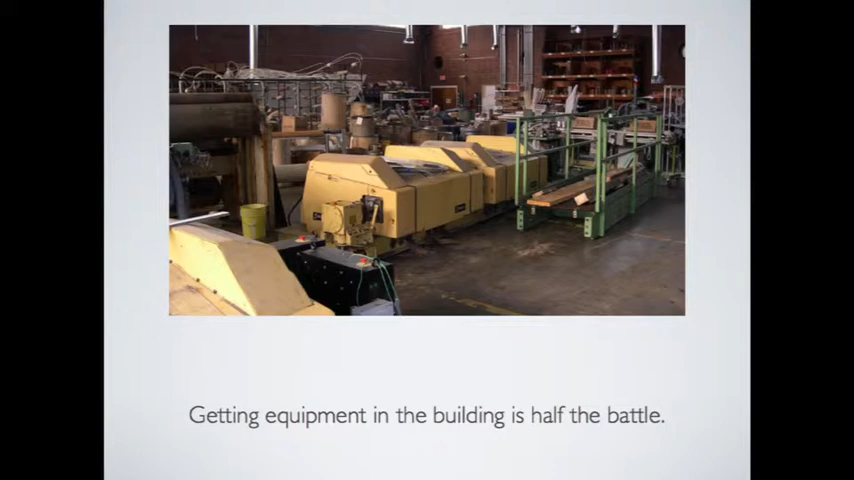 Getting equipment in the building is half the battle.